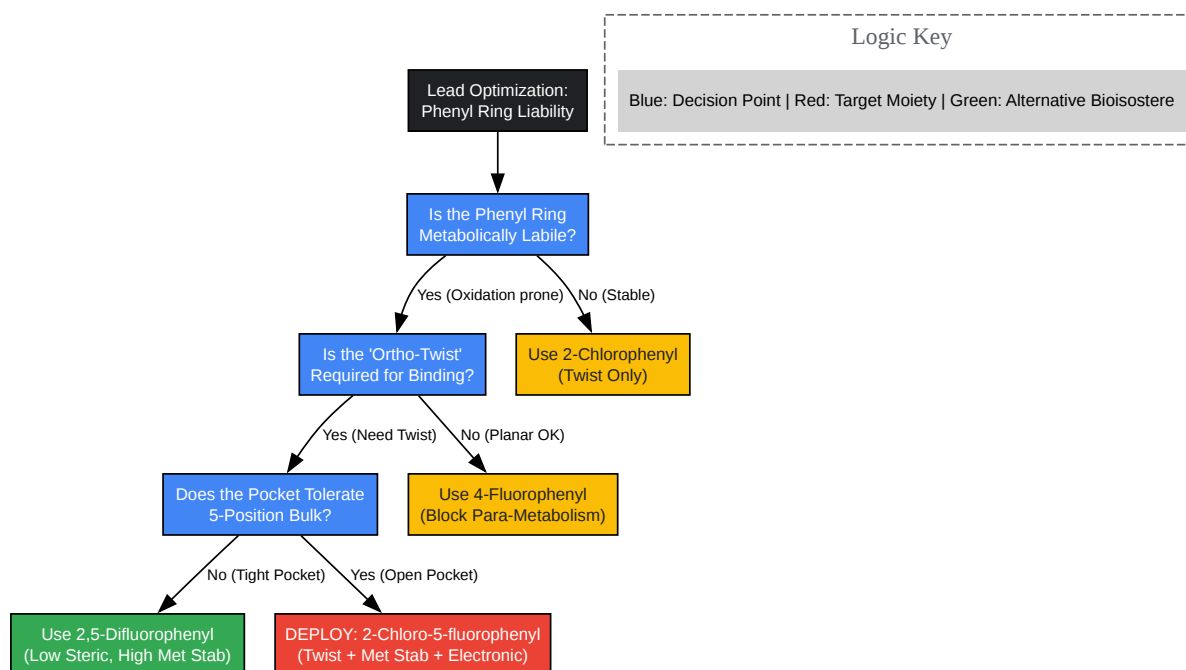 Logic Key
Blue: Decision Point | Red: Target Moiety | Green: Alternative Bioisostere
Lead Optimization:
Phenyl Ring Liability
Is the Phenyl Ring
Metabolically Labile?
Yes (Oxidation prone)
No (Stable)
Is the 'Ortho-Twist'
Required for Binding?
Use 2-Chlorophenyl
(Twist Only)
Yes (Need Twist)
No (Planar OK)
Does the Pocket Tolerate
5-Position Bulk?
Use 4-Fluorophenyl
(Block Para-Metabolism)
No (Tight Pocket)
Yes (Open Pocket)
Use 2,5-Difluorophenyl
(Low Steric, High Met Stab)
DEPLOY: 2-Chloro-5-fluorophenyl
(Twist + Met Stab + Electronic)